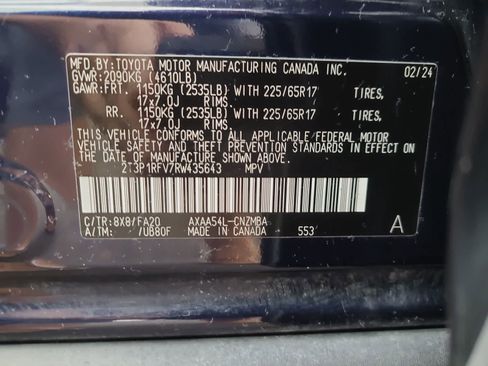 MFD.BY:TOYOTA MOTOR MANUFACTURING CANADA INC. 02/24
GVWR:2090KG (4610LB)
GAWR:FRT. 1150KG (2535LB) WITH 225/65R17 TIRES,
17x7.0J RIMS.
RR. 1150KG (2535LB) WITH 225/65R17 TIRES,
17x7.0J RIMS.
THIS VEHICLE CONFORMS TO ALL APPLICABLE FEDERAL MOTOR
VEHICLE SAFETY AND THEFT PREVENTION STANDARDS IN EFFECT
ON THE DATE OF MANUFACTURE SHOWN ABOVE.
2T3P1RFV7RW435643 MPV
C/TR:8X8/FA20 AXAA54L-CNZMBA A
A/TM: /UB80F MADE IN CANADA 553